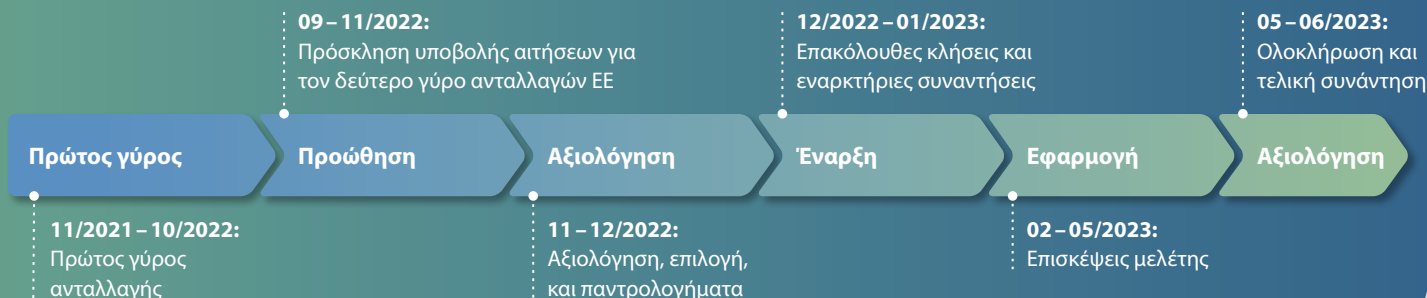 09 – 11/2022:
Πρόσκληση υποβολής αιτήσεων για
τον δεύτερο γύρο ανταλλαγών ΕΕ
12/2022 – 01/2023:
Επακόλουθες κλήσεις και
εναρκτήριες συναντήσεις
05 – 06/2023:
Ολοκλήρωση και
τελική συνάντηση
Πρώτος γύρος
Προώθηση
Αξιολόγηση
Έναρξη
Εφαρμογή
Αξιολόγηση
11/2021 – 10/2022:
Πρώτος γύρος
ανταλλαγής
11 – 12/2022:
Αξιολόγηση, επιλογή,
και παντρολογήματα
02 – 05/2023:
Επισκέψεις μελέτης